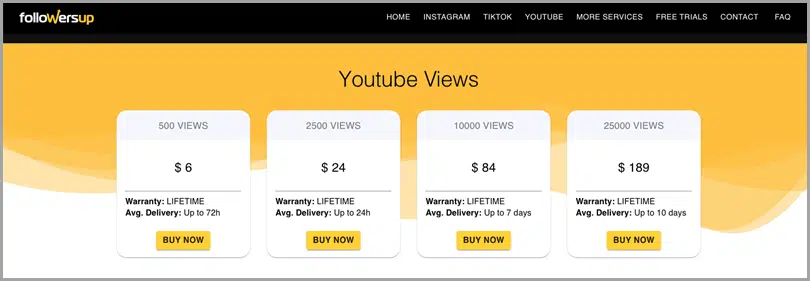 followersup
HOME INSTAGRAM TIKTOK YOUTUBE MORE SERVICES FREE TRIALS CONTACT FAQ
Youtube Views
500 VIEWS
$ 6
Warranty: LIFETIME
Avg. Delivery: Up to 72h
BUY NOW
2500 VIEWS
$ 24
Warranty: LIFETIME
Avg. Delivery: Up to 24h
BUY NOW
10000 VIEWS
$ 84
Warranty: LIFETIME
Avg. Delivery: Up to 7 days
BUY NOW
25000 VIEWS
$ 189
Warranty: LIFETIME
Avg. Delivery: Up to 10 days
BUY NOW